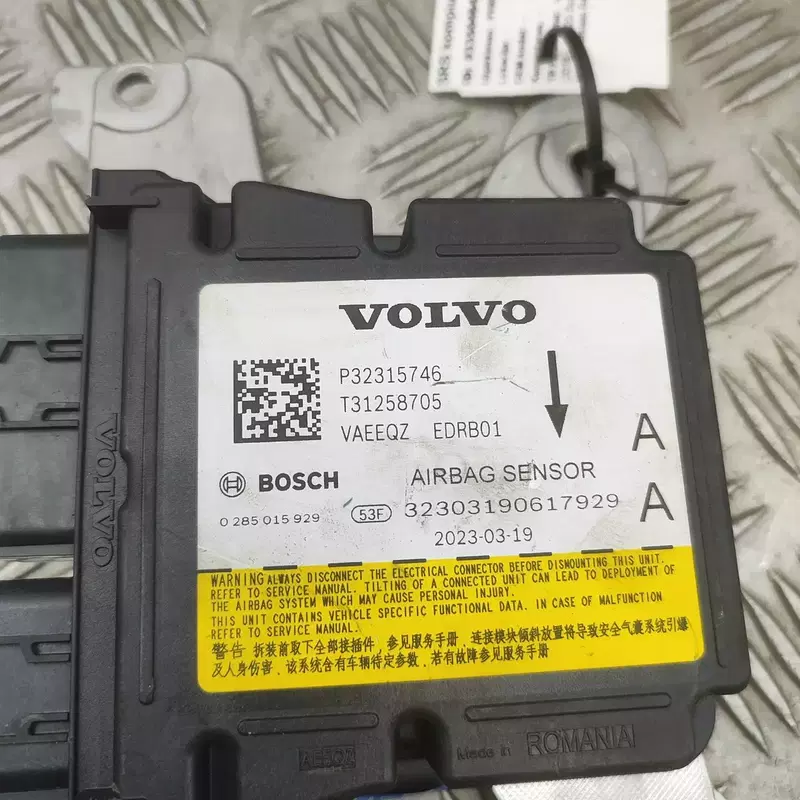 SRS kompiu
VOLVO
P32315746
T31258705
VAEEQZ EDRB01
A
BOSCH
AIRBAG SENSOR
0 285 015 929
53F
32303190617929
A
2023-03-19
WARNING ALWAYS DISCONNECT THE ELECTRICAL CONNECTOR BEFORE DISMOUNTING THIS UNIT.
REFER TO SERVICE MANUAL. TILTING OF A CONNECTED UNIT CAN LEAD TO DEPLOYMENT OF
THE AIRBAG SYSTEM WHICH MAY CAUSE PERSONAL INJURY.
THIS UNIT CONTAINS VEHICLE SPECIFIC FUNCTIONAL DATA. IN CASE OF MALFUNCTION
REFER TO SERVICE MANUAL.
警告 拆装前取下全部接插件，参见服务手册，连接模块倾斜放置将导致安全气囊系统引爆
及人身伤害，该系统含有车辆特定参数，若有故障参见服务手册
VOLVO
Made in ROMANIA